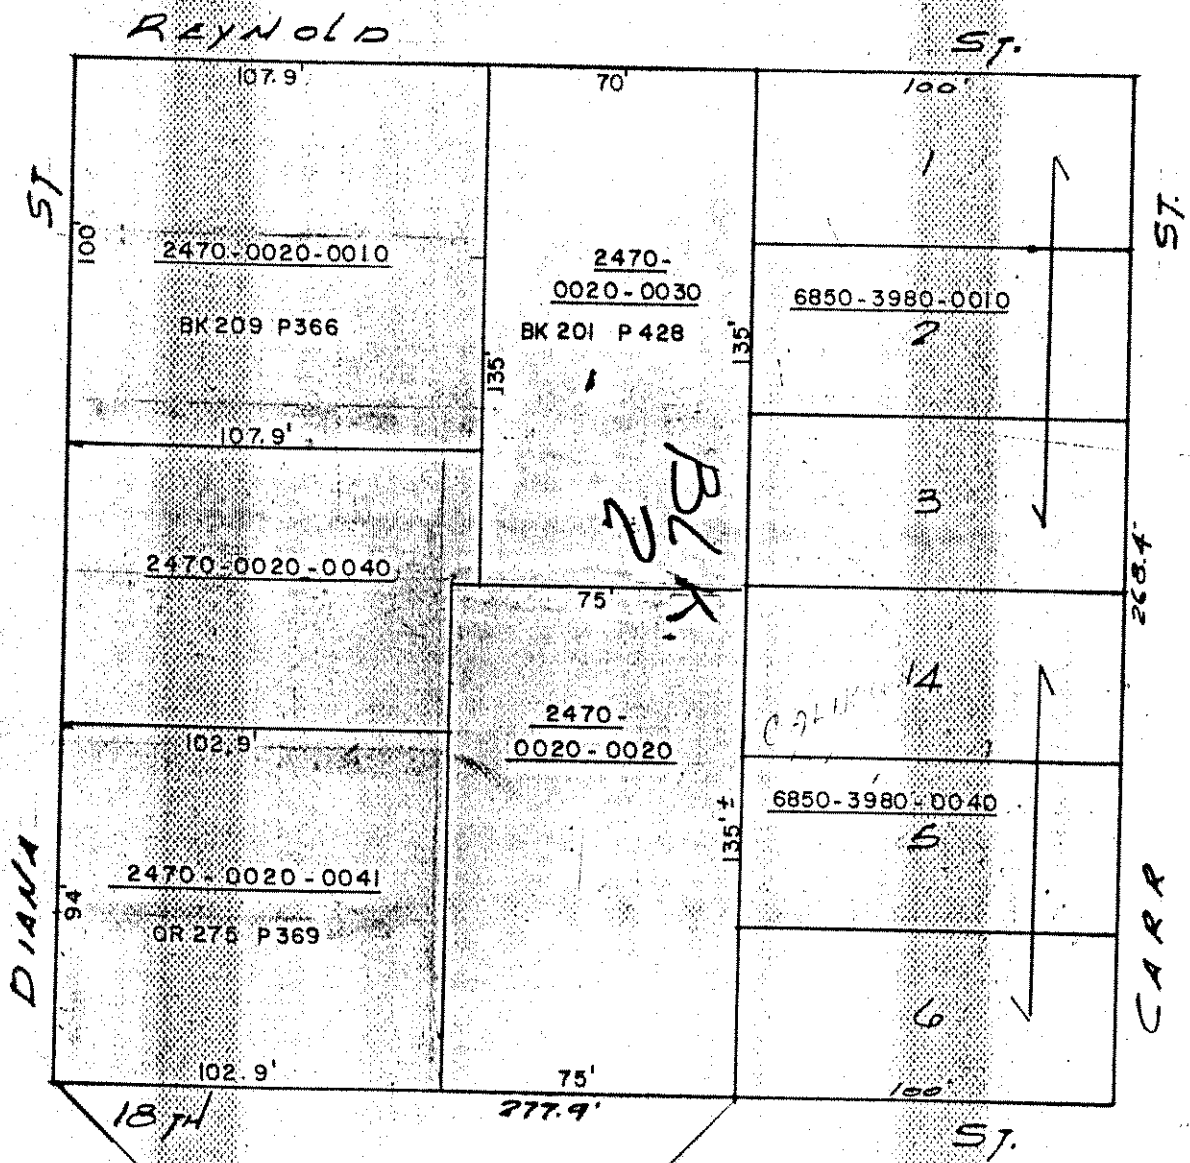 REYNOLD ST.
107.9'
70'
100'
1
ST
100'
2470-0020-0010
BK 209 P366
2470-
0020-0030
BK 201 P 428
135'
135'
6850-3980-0010
2
ST.
107.9'
BLK.
2
3
2470-0020-0040
75'
268.4'
4
102.9'
2470-
0020-0020
135' ±
6850-3980-0040
5
DIANA
94'
2470-0020-0041
OR 275 P369
CARR
6
102.9'
75'
100'
18TH
277.9'
ST.